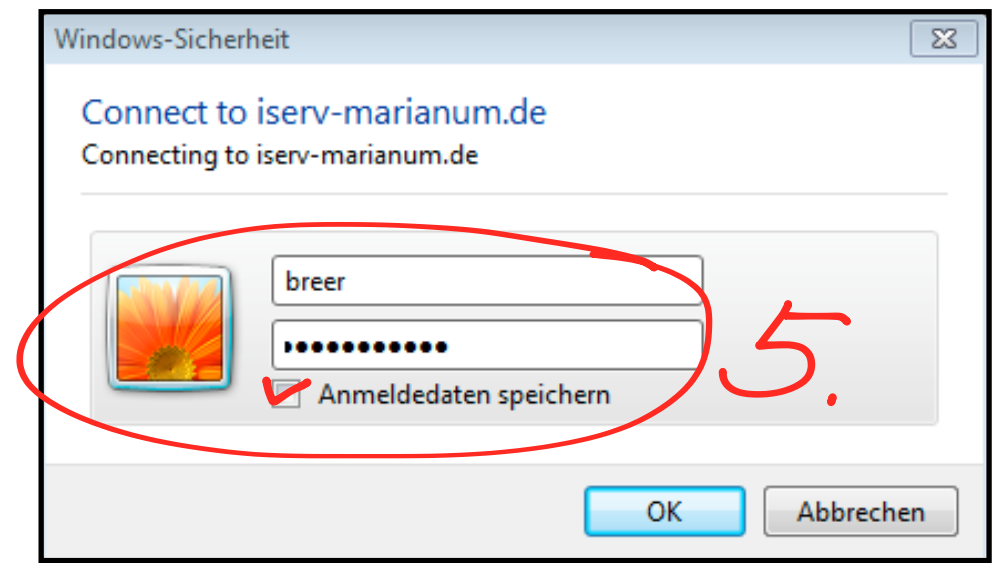 Windows-Sicherheit
Connect to iserv-marianum.de
Connecting to iserv-marianum.de
breer
●●●●●●●●●●●●
Anmeldedaten speichern
5.
OK
Abbrechen